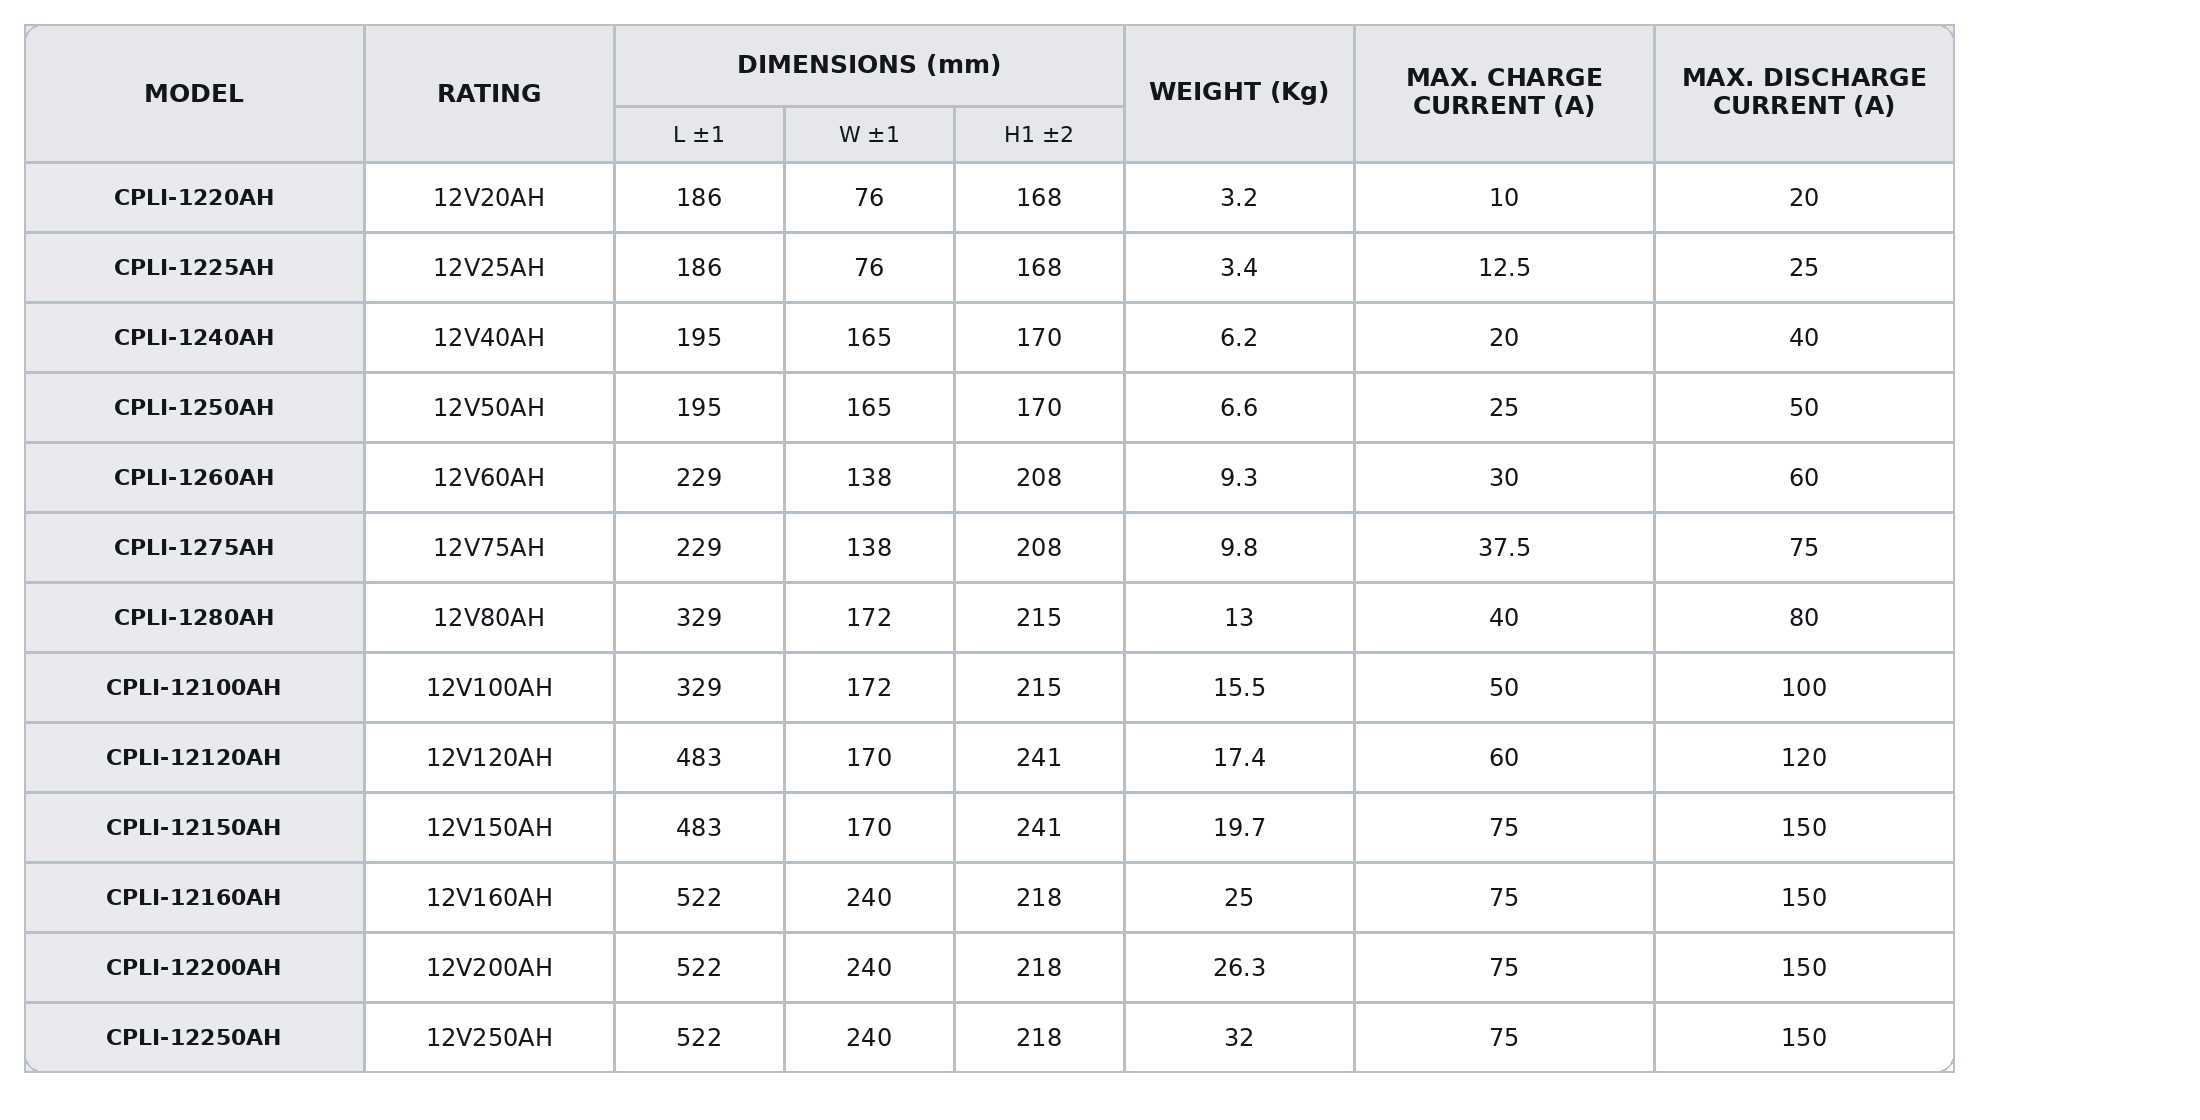 MODEL RATING DIMENSIONS (mm) WEIGHT (Kg) MAX. CHARGE CURRENT (A) MAX. DISCHARGE CURRENT (A)
L ±1 W ±1 H1 ±2
CPLI-1220AH 12V20AH 186 76 168 3.2 10 20
CPLI-1225AH 12V25AH 186 76 168 3.4 12.5 25
CPLI-1240AH 12V40AH 195 165 170 6.2 20 40
CPLI-1250AH 12V50AH 195 165 170 6.6 25 50
CPLI-1260AH 12V60AH 229 138 208 9.3 30 60
CPLI-1275AH 12V75AH 229 138 208 9.8 37.5 75
CPLI-1280AH 12V80AH 329 172 215 13 40 80
CPLI-12100AH 12V100AH 329 172 215 15.5 50 100
CPLI-12120AH 12V120AH 483 170 241 17.4 60 120
CPLI-12150AH 12V150AH 483 170 241 19.7 75 150
CPLI-12160AH 12V160AH 522 240 218 25 75 150
CPLI-12200AH 12V200AH 522 240 218 26.3 75 150
CPLI-12250AH 12V250AH 522 240 218 32 75 150